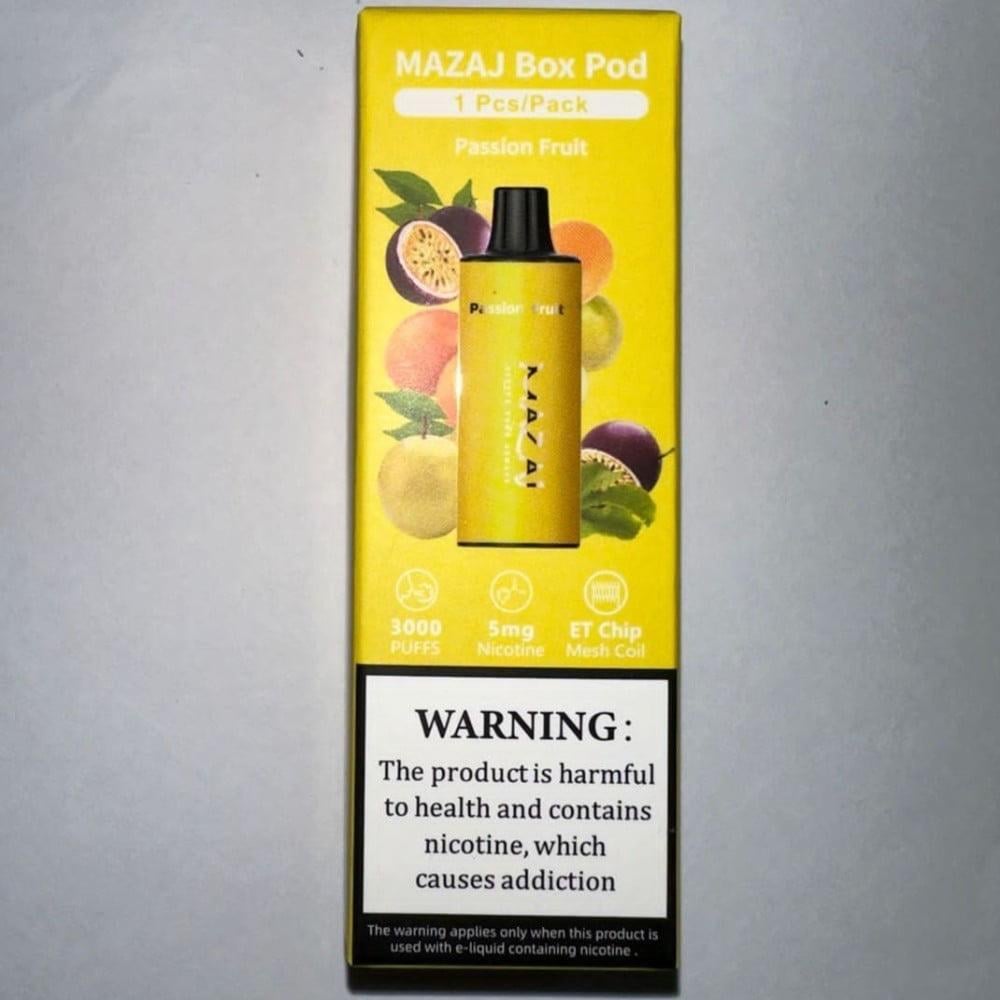 MAZAJ Box Pod
1 Pcs/Pack
Passion Fruit
Passion Fruit
MAZAJ
3000
PUFFS
5mg
Nicotine
ET Chip
Mesh Coil
WARNING:
The product is harmful
to health and contains
nicotine, which
causes addiction
The warning applies only when this product is
used with e-liquid containing nicotine .